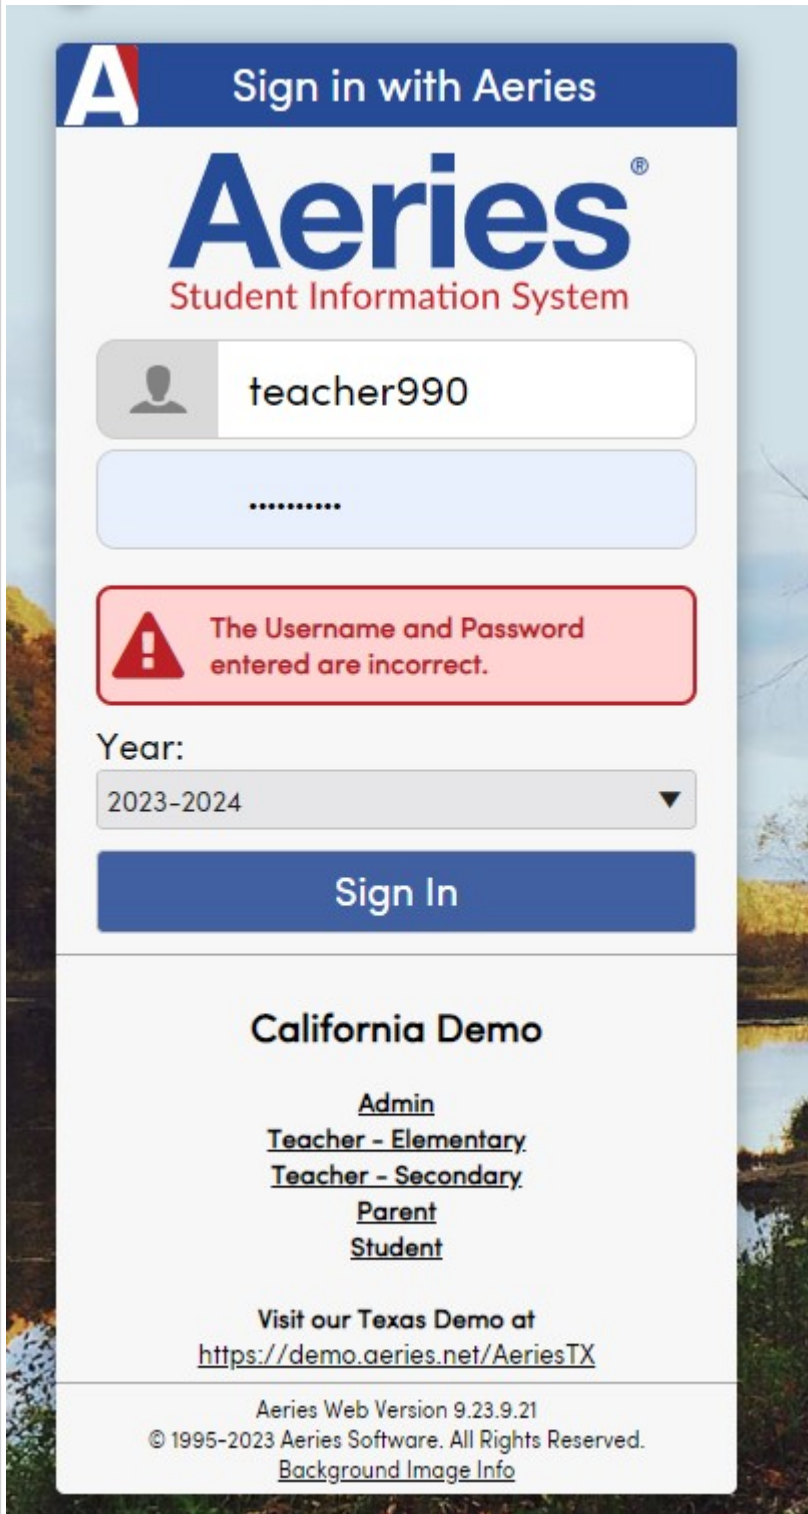 Sign in with Aeries
Aeries®
Student Information System
teacher990
··········
The Username and Password
entered are incorrect.
Year:
2023-2024
Sign In
California Demo
Admin
Teacher - Elementary
Teacher - Secondary
Parent
Student
Visit our Texas Demo at
https://demo.aeries.net/AeriesTX
Aeries Web Version 9.23.9.21
© 1995-2023 Aeries Software. All Rights Reserved.
Background Image Info